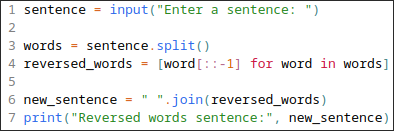 1 sentence = input("Enter a sentence: ")
2
3 words = sentence.split()
4 reversed_words = [word[::-1] for word in words]
5
6 new_sentence = " ".join(reversed_words)
7 print("Reversed words sentence:", new_sentence)